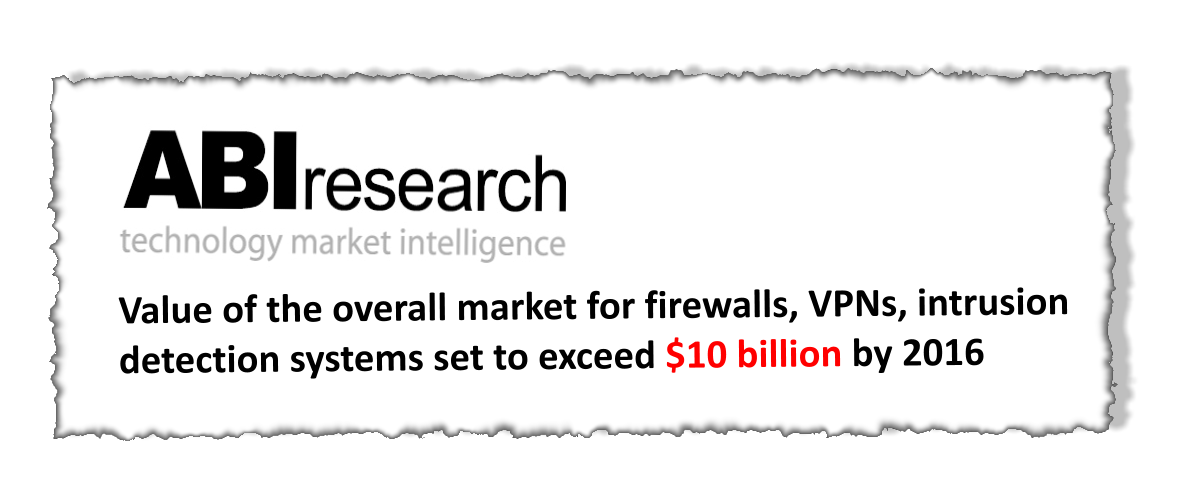 ABIresearch
technology market intelligence
Value of the overall market for firewalls, VPNs, intrusion
detection systems set to exceed $10 billion by 2016